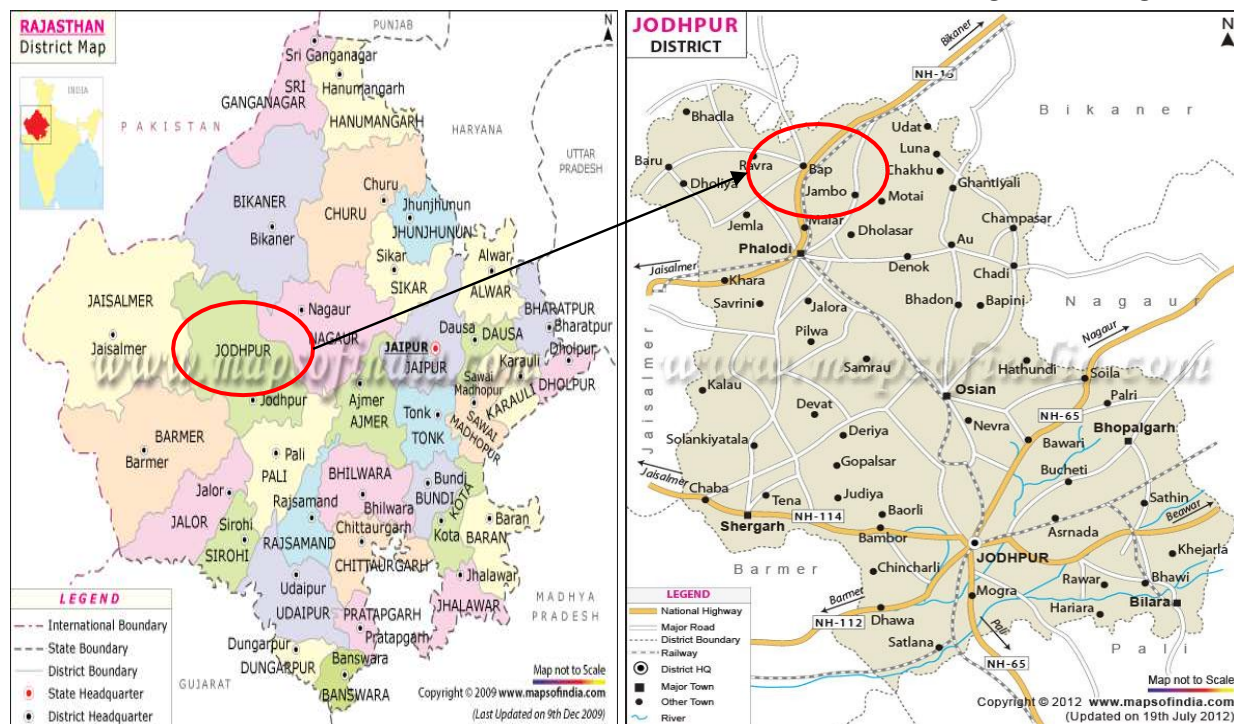 RAJASTHAN
District Map
N
PUNJAB
INDIA
PAKISTAN
HARYANA
UTTAR
PRADESH
Sri Ganganagar
SRI
GANGANAGAR
Hanumangarh
HANUMANGARH
Churu
CHURU
Jhunjhunun
JHUNJHUNUN
BIKANER
Bikaner
Sikar
SIKAR
Alwar
ALWAR
JAISALMER
Jaisalmer
JODHPUR
Jodhpur
Nagaur
NAGAUR
BHARATPUR
Bharatpur
Dausa
DAUSA
JAIPUR
JAIPUR
Dholpur
DHOLPUR
Karauli
KARAULI
Sawai
Madhopur
SAWAI
MADHOPUR
www.mapsofindia.com
Ajmer
AJMER
Tonk
TONK
BARMER
Barmer
Pali
PALI
BHILWARA
Bhilwara
Bundi
BUNDI
KOTA
Kota
Baran
BARAN
Jalor
JALOR
Sirohi
SIROHI
Rajsamand
RAJSAMAND
Chittaurgarh
CHITTAURGARH
Jhalawar
JHALAWAR
Udaipur
UDAIPUR
PRATAPGARH
Pratapgarh
Dungarpur
DUNGARPUR
Banswara
BANSWARA
MADHYA
PRADESH
GUJARAT
LEGEND
International Boundary
State Boundary
District Boundary
State Headquarter
District Headquarter
Map not to Scale
Copyright © 2009 www.mapsofindia.com
(Last Updated on 9th Dec 2009)
JODHPUR
DISTRICT
N
Bikaner
NH-15
Bikaner
Bhadla
Udat
Luna
Baru
Ravra
Bap
Chakhu
Dholiya
Jambo
Ghantiyali
Motai
Jemla
Malar
Champasar
Dholasar
Au
Phalodi
Jaisalmer
Denok
Chadi
Khara
Savrini
Jalora
Bhadon
Bapini
Nagaur
Pilwa
Nagaur
Jaisalmer
www.mapsofindia.com
Samrau
Hathundi
Soila
Kalau
Osian
Palri
Devat
NH-65
Nevra
Solankiyatala
Deriya
Bawari
Bhopalgarh
Gopalsar
Bucheti
Jaisalmer
Chaba
Tena
Judiya
Sathin
Shergarh
NH-114
Baorli
Asrnada
Beawar
Bambor
JODHPUR
Khejarla
Barmer
Chincharli
Rawar
Bhawi
Barmer
Mogra
Hariara
Bilara
NH-112
Dhawa
Pali
Satlana
NH-65
Pali
LEGEND
National Highway
Major Road
District Boundary
Railway
District HQ
Major Town
Other Town
River
Map not to Scale
Copyright © 2012 www.mapsofindia.com
(Updated on 19th July 2012)